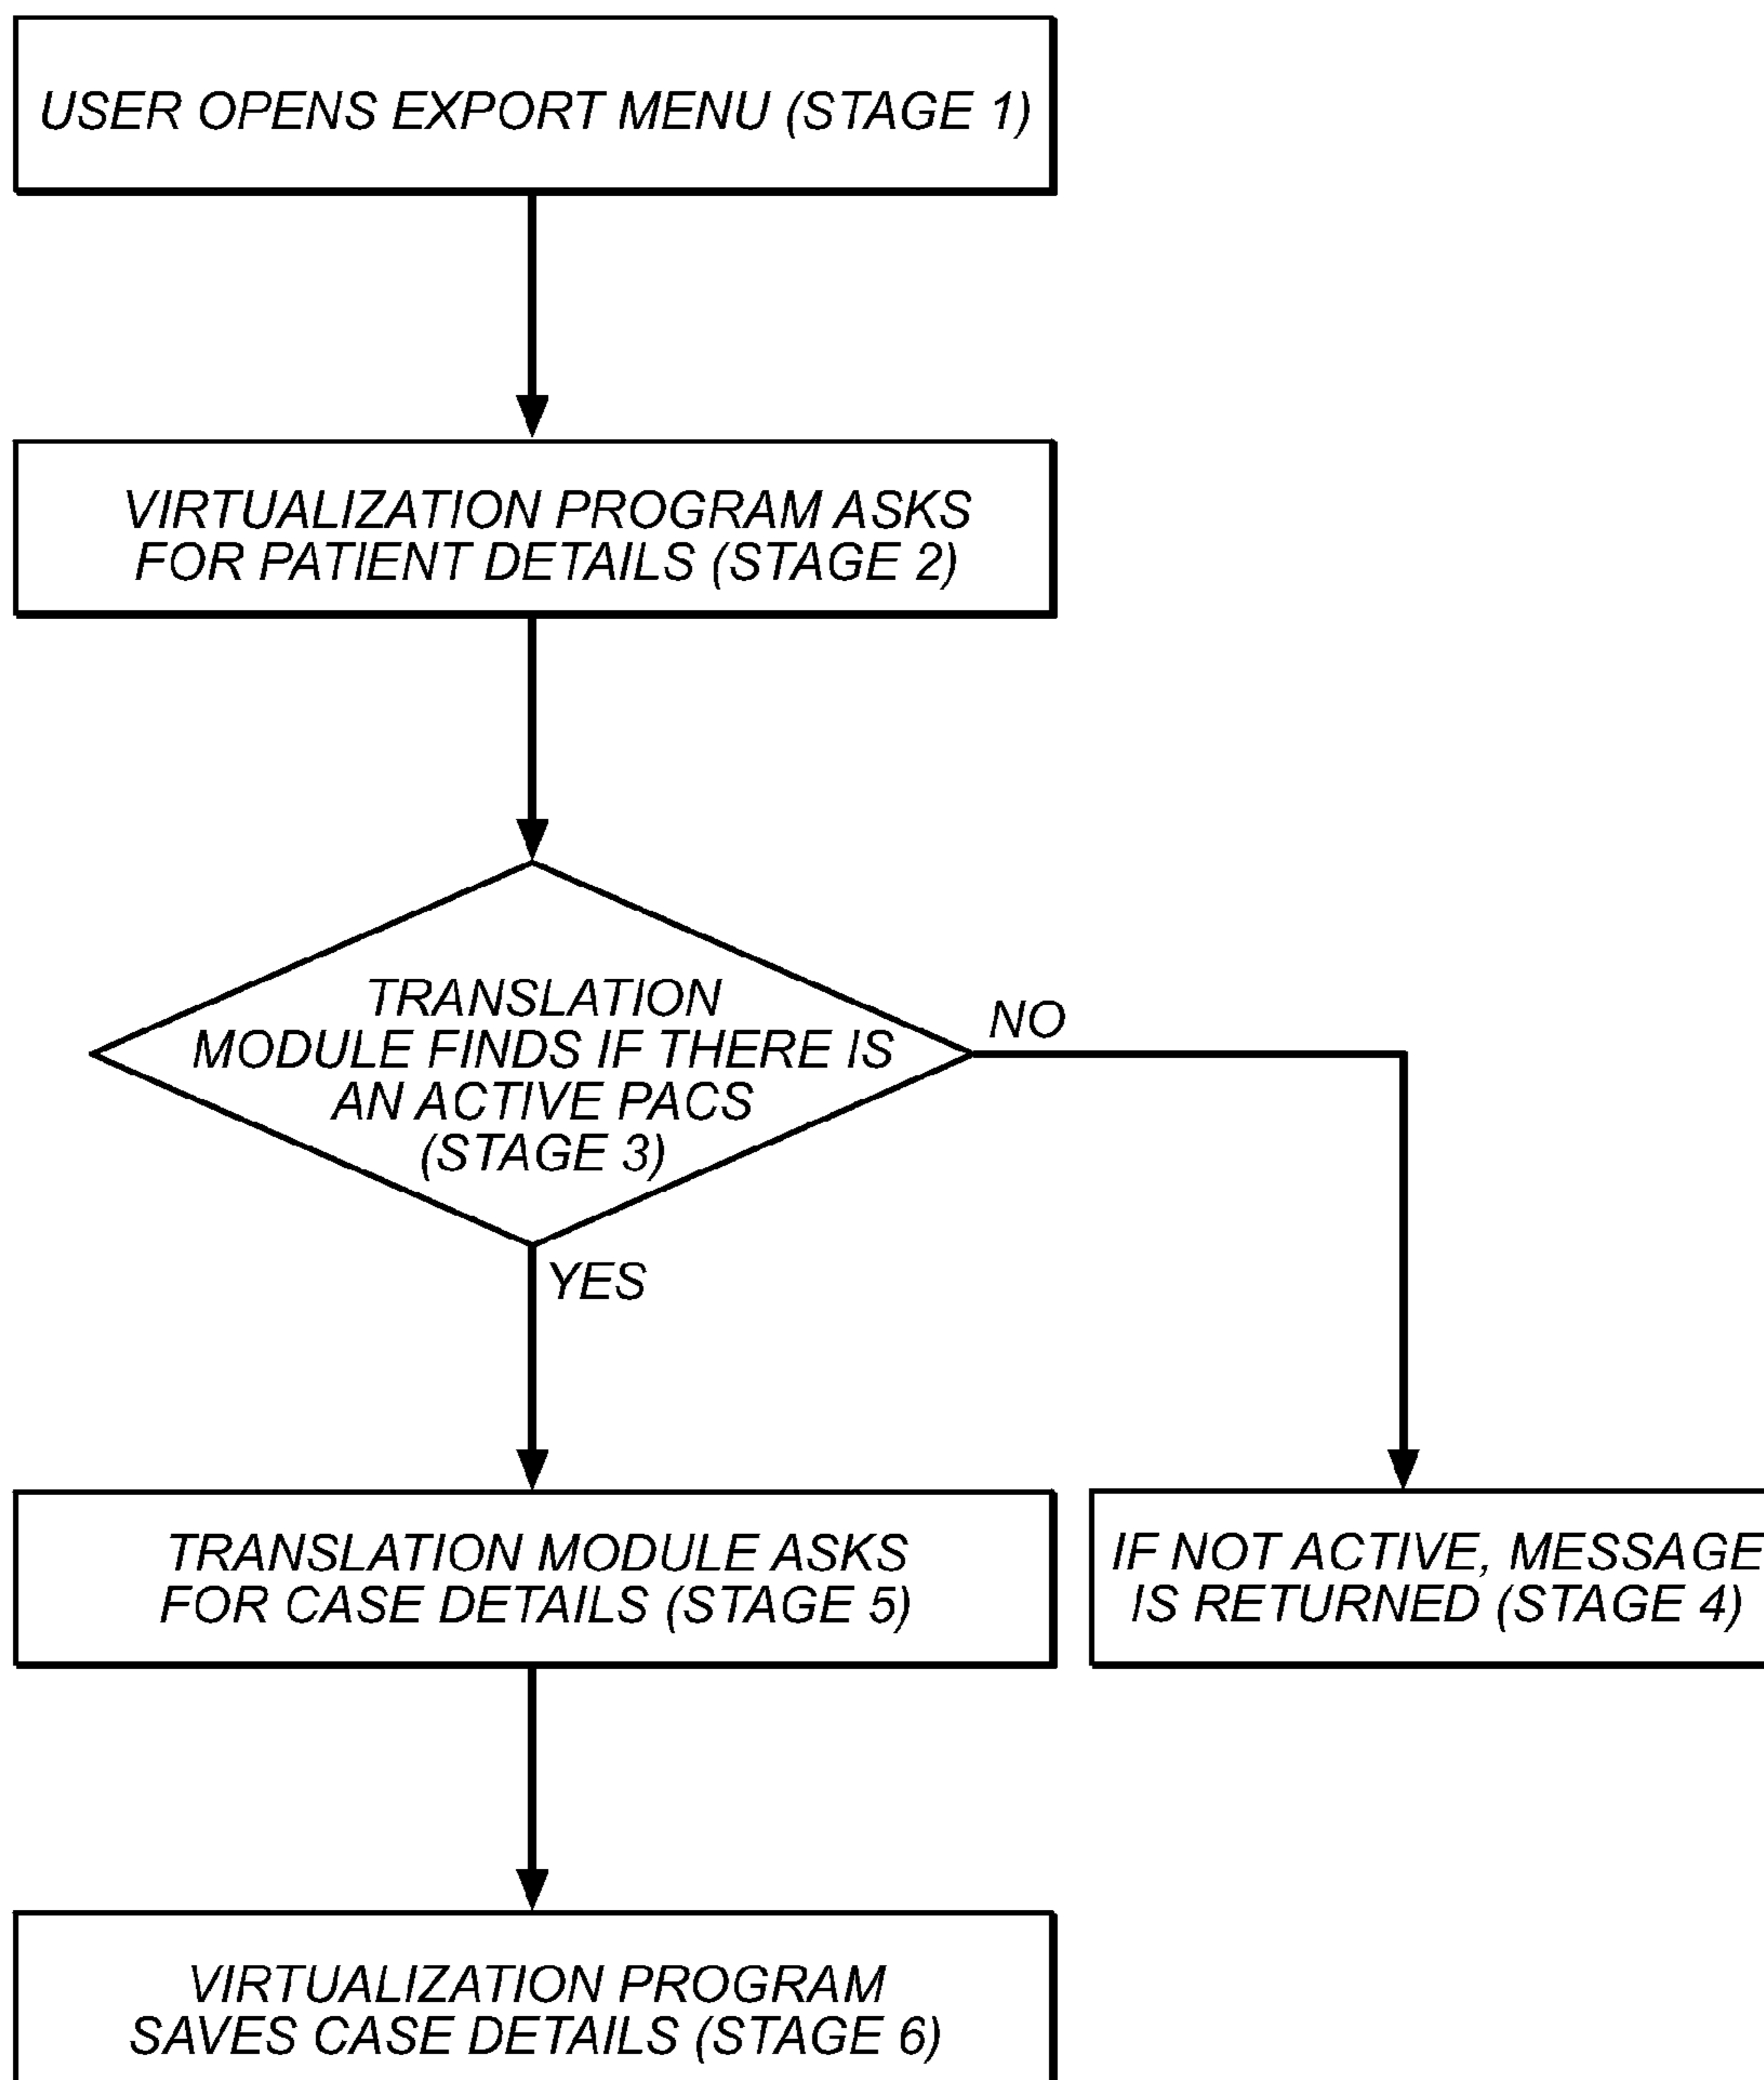 USER OPENS EXPORT MENU (STAGE 1)
VIRTUALIZATION PROGRAM ASKS
FOR PATIENT DETAILS (STAGE 2)
TRANSLATION
MODULE FINDS IF THERE IS
AN ACTIVE PACS
(STAGE 3)
NO
YES
TRANSLATION MODULE ASKS
FOR CASE DETAILS (STAGE 5)
IF NOT ACTIVE, MESSAGE
IS RETURNED (STAGE 4)
VIRTUALIZATION PROGRAM
SAVES CASE DETAILS (STAGE 6)